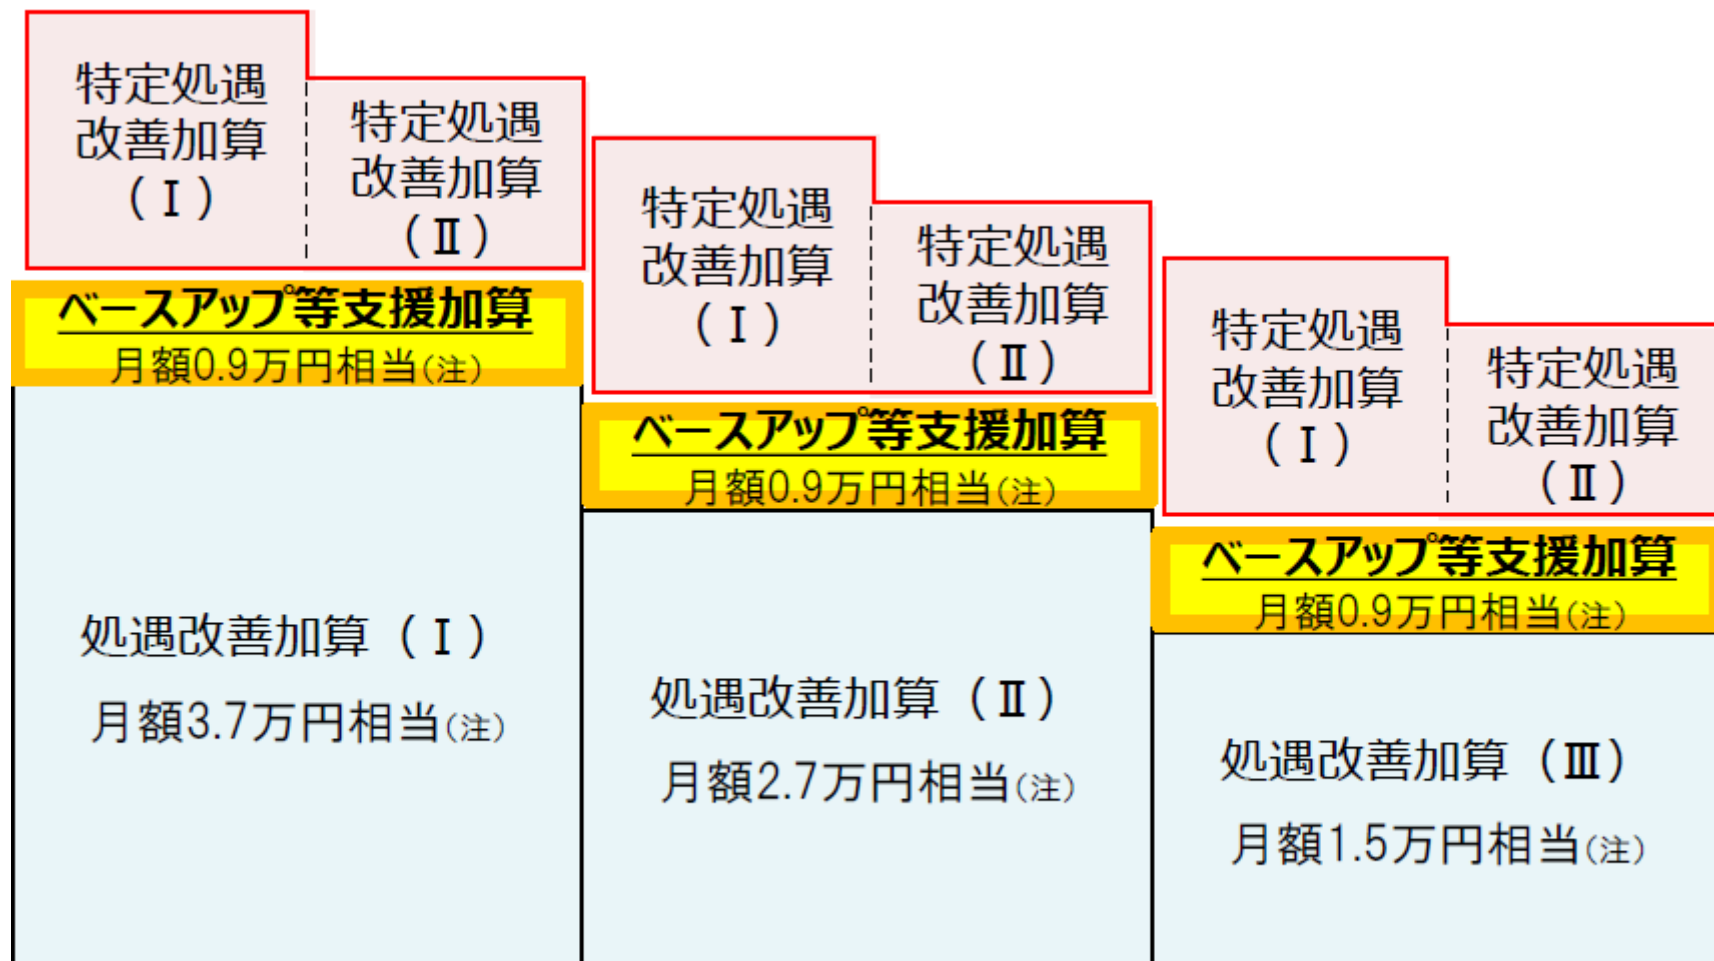 特定処遇
改善加算
（Ⅰ）
特定処遇
改善加算
（Ⅱ）
ベースアップ等支援加算
月額0.9万円相当(注)
処遇改善加算（Ⅰ）
月額3.7万円相当(注)
特定処遇
改善加算
（Ⅰ）
特定処遇
改善加算
（Ⅱ）
ベースアップ等支援加算
月額0.9万円相当(注)
処遇改善加算（Ⅱ）
月額2.7万円相当(注)
特定処遇
改善加算
（Ⅰ）
特定処遇
改善加算
（Ⅱ）
ベースアップ等支援加算
月額0.9万円相当(注)
処遇改善加算（Ⅲ）
月額1.5万円相当(注)